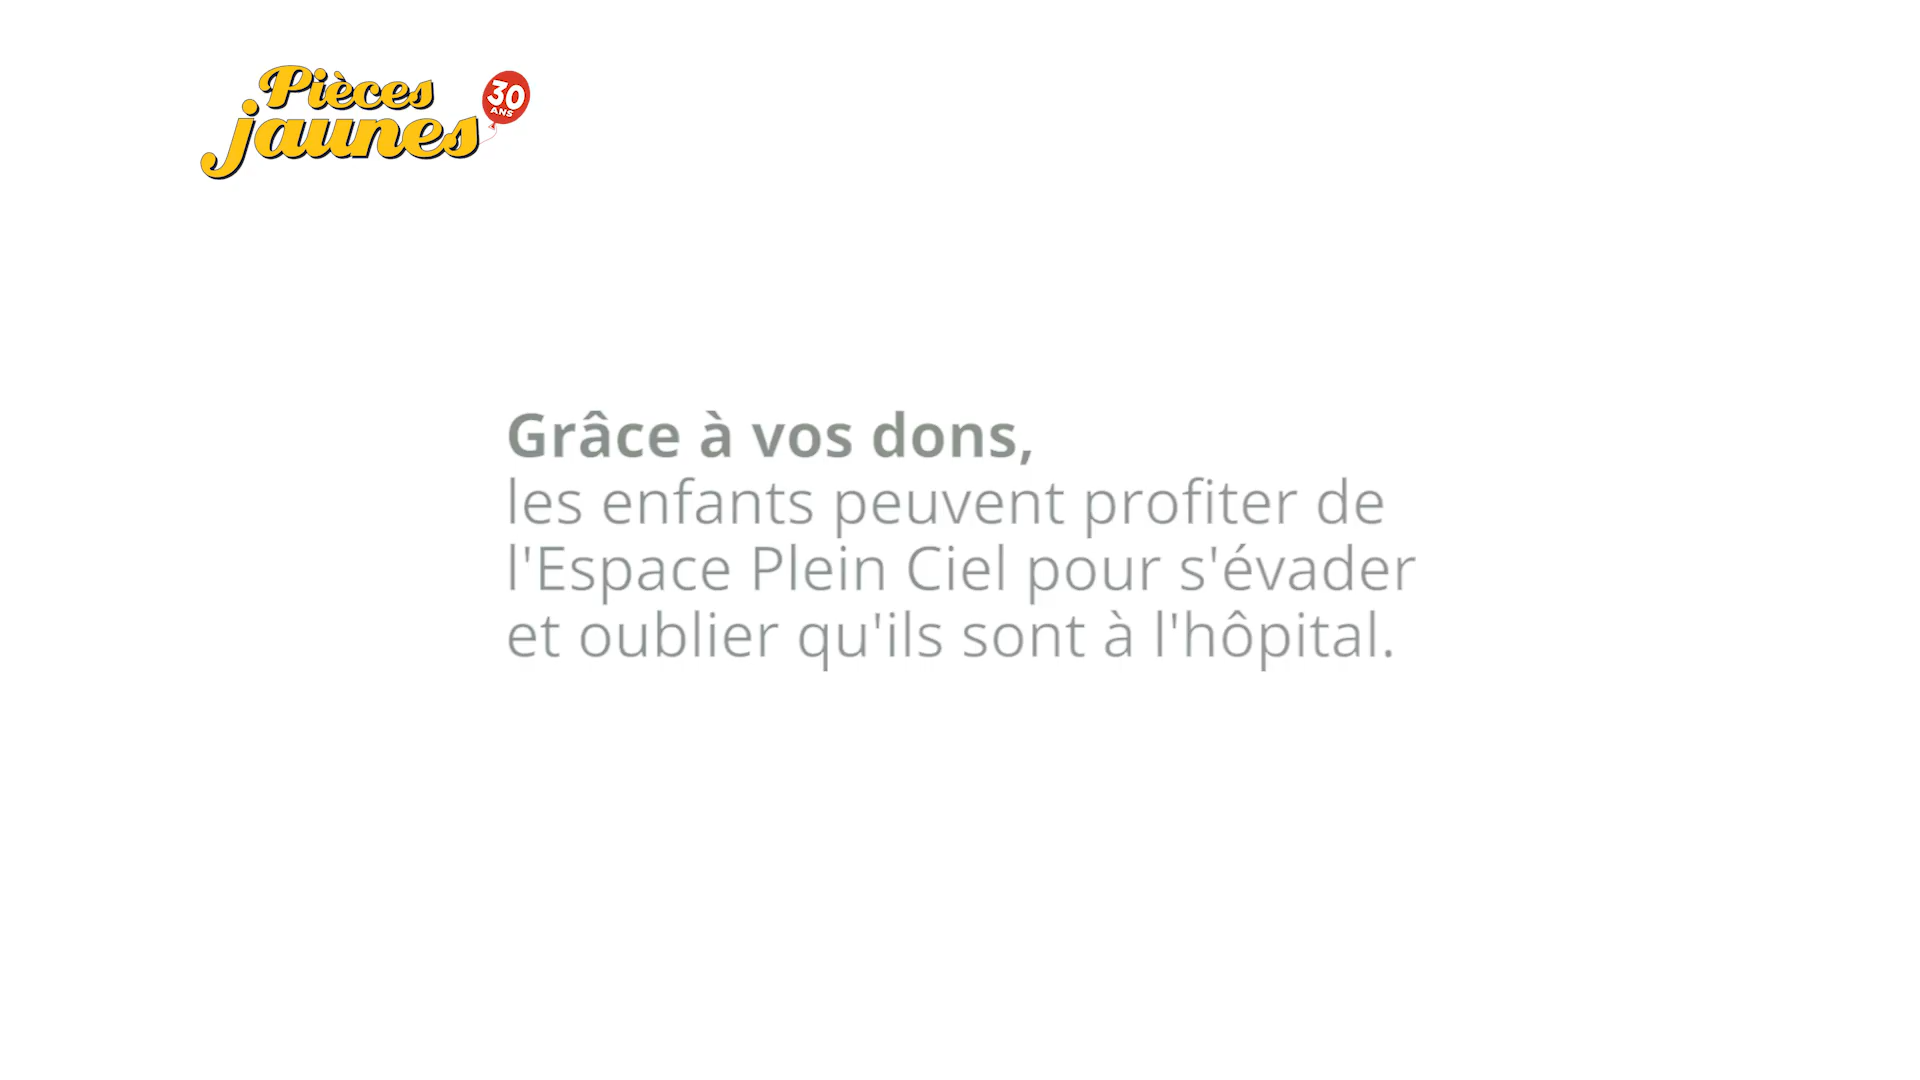 Pièces
jaunes
30
ANS
Grâce à vos dons,
les enfants peuvent profiter de
l'Espace Plein Ciel pour s'évader
et oublier qu'ils sont à l'hôpital.